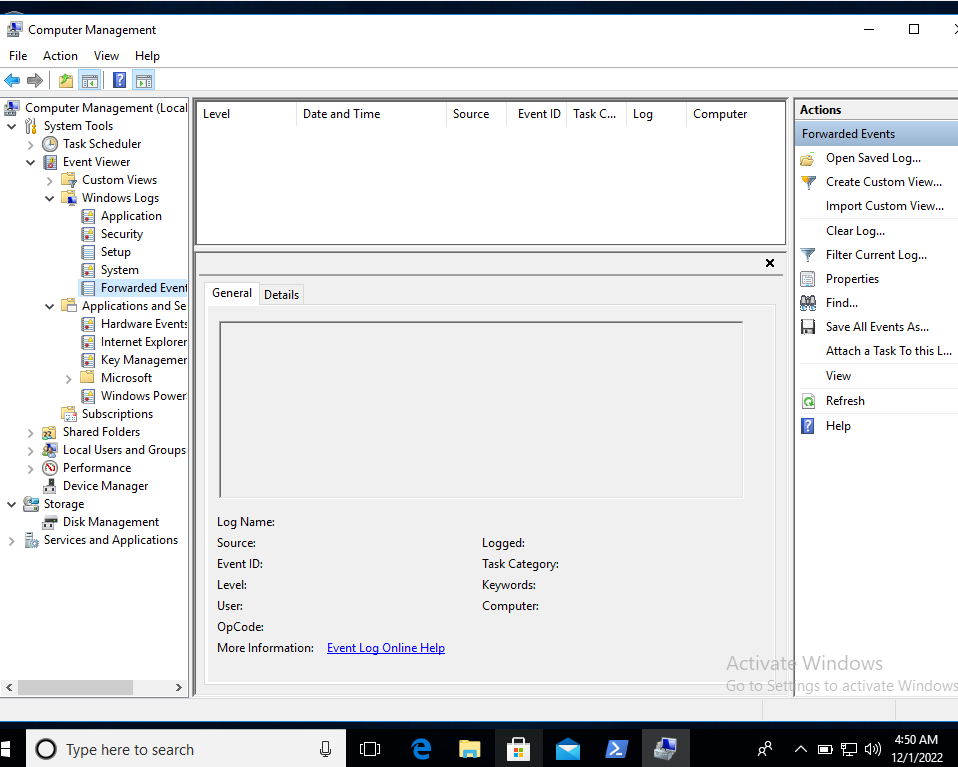 Computer Management
File Action View Help
Computer Management (Local
System Tools
Task Scheduler
Event Viewer
Custom Views
Windows Logs
Application
Security
Setup
System
Forwarded Event
Applications and Se
Hardware Events
Internet Explorer
Key Managemer
Microsoft
Windows Power
Subscriptions
Shared Folders
Local Users and Groups
Performance
Device Manager
Storage
Disk Management
Services and Applications
Level Date and Time Source Event ID Task C... Log Computer
General Details
Log Name:
Source: Logged:
Event ID: Task Category:
Level: Keywords:
User: Computer:
OpCode:
More Information: Event Log Online Help
Actions
Forwarded Events
Open Saved Log...
Create Custom View...
Import Custom View...
Clear Log...
Filter Current Log...
Properties
Find...
Save All Events As...
Attach a Task To this L...
View
Refresh
Help
Activate Windows
Go to Settings to activate Windows
Type here to search
4:50 AM
12/1/2022